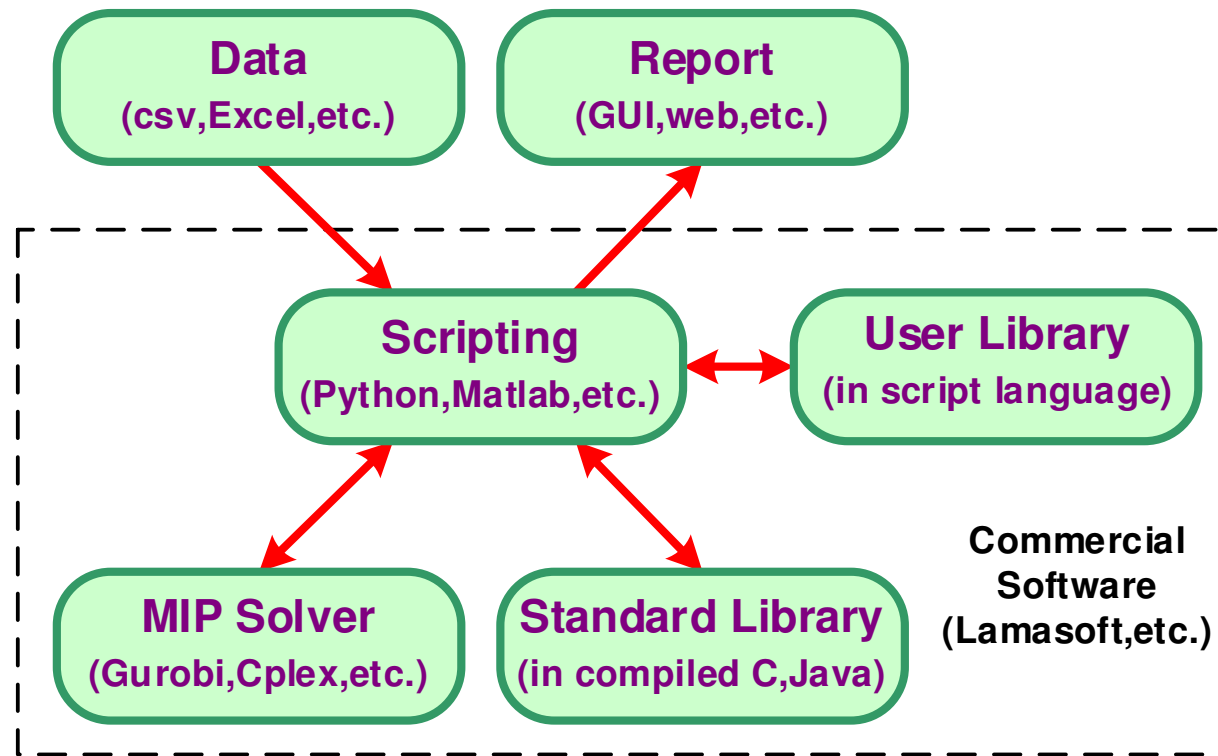 Data
(csv,Excel,etc.)
Report
(GUI,web,etc.)
Scripting
(Python,Matlab,etc.)
User Library
(in script language)
MIP Solver
(Gurobi,Cplex,etc.)
Standard Library
(in compiled C,Java)
Commercial
Software
(Lamasoft,etc.)